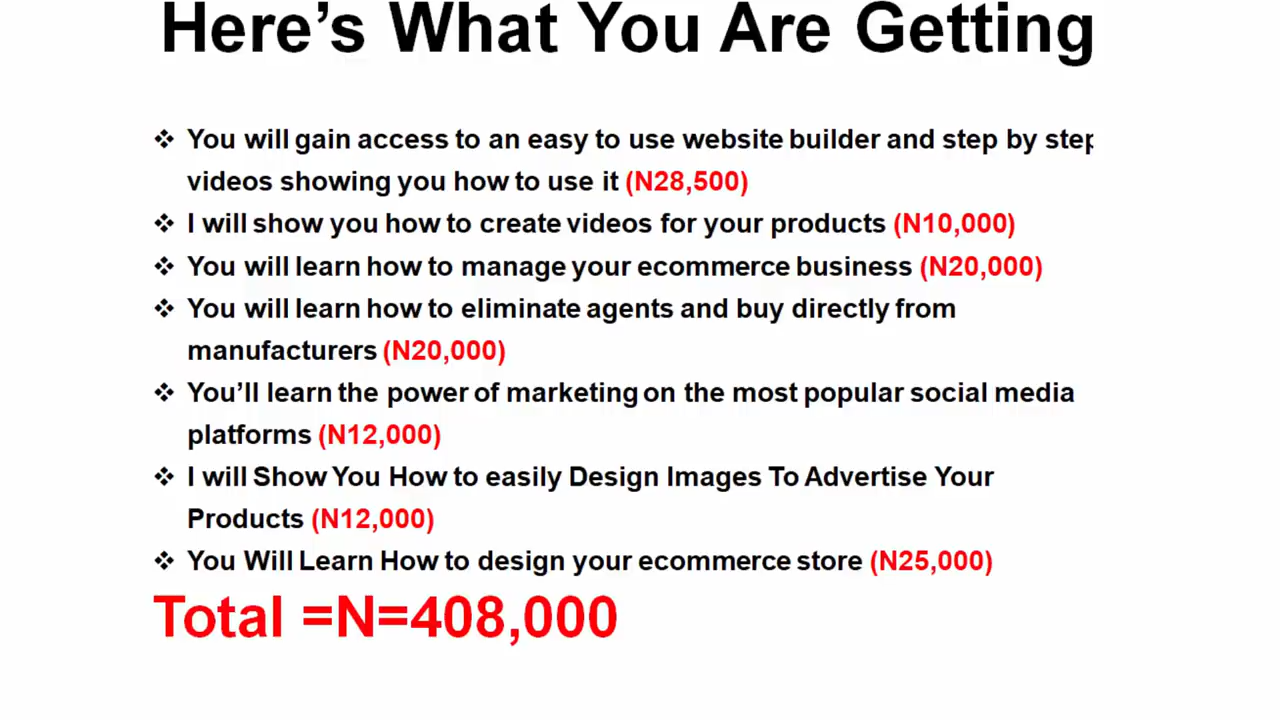 Here’s What You Are Getting
❖ You will gain access to an easy to use website builder and step by step
videos showing you how to use it (N28,500)
❖ I will show you how to create videos for your products (N10,000)
❖ You will learn how to manage your ecommerce business (N20,000)
❖ You will learn how to eliminate agents and buy directly from
manufacturers (N20,000)
❖ You’ll learn the power of marketing on the most popular social media
platforms (N12,000)
❖ I will Show You How to easily Design Images To Advertise Your
Products (N12,000)
❖ You Will Learn How to design your ecommerce store (N25,000)
Total =N=408,000